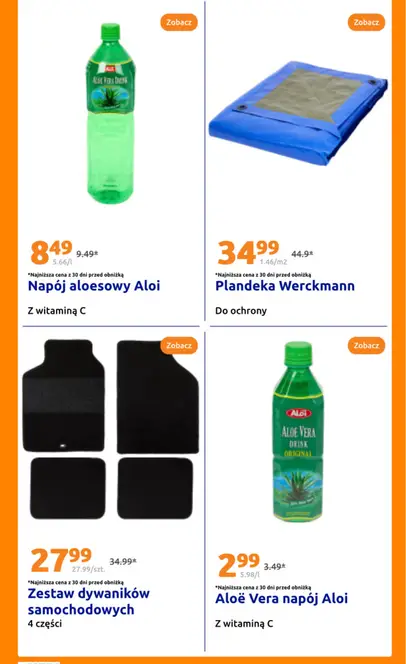 Zobacz
ALOI
ALOE VERA DRINK
8 49
9.49*
5.66/l
*Najniższa cena z 30 dni przed obniżką
Napój aloesowy Aloi
Z witaminą C
Zobacz
34 99
44.9*
1.46/m2
*Najniższa cena z 30 dni przed obniżką
Plandeka Werckmann
Do ochrony
Zobacz
27 99
34.99*
27.99/szt.
*Najniższa cena z 30 dni przed obniżką
Zestaw dywaników
samochodowych
4 części
Zobacz
ALOI
ALOE VERA
DRINK
ORIGINAL
2 99
3.49*
5.98/l
*Najniższa cena z 30 dni przed obniżką
Aloë Vera napój Aloi
Z witaminą C